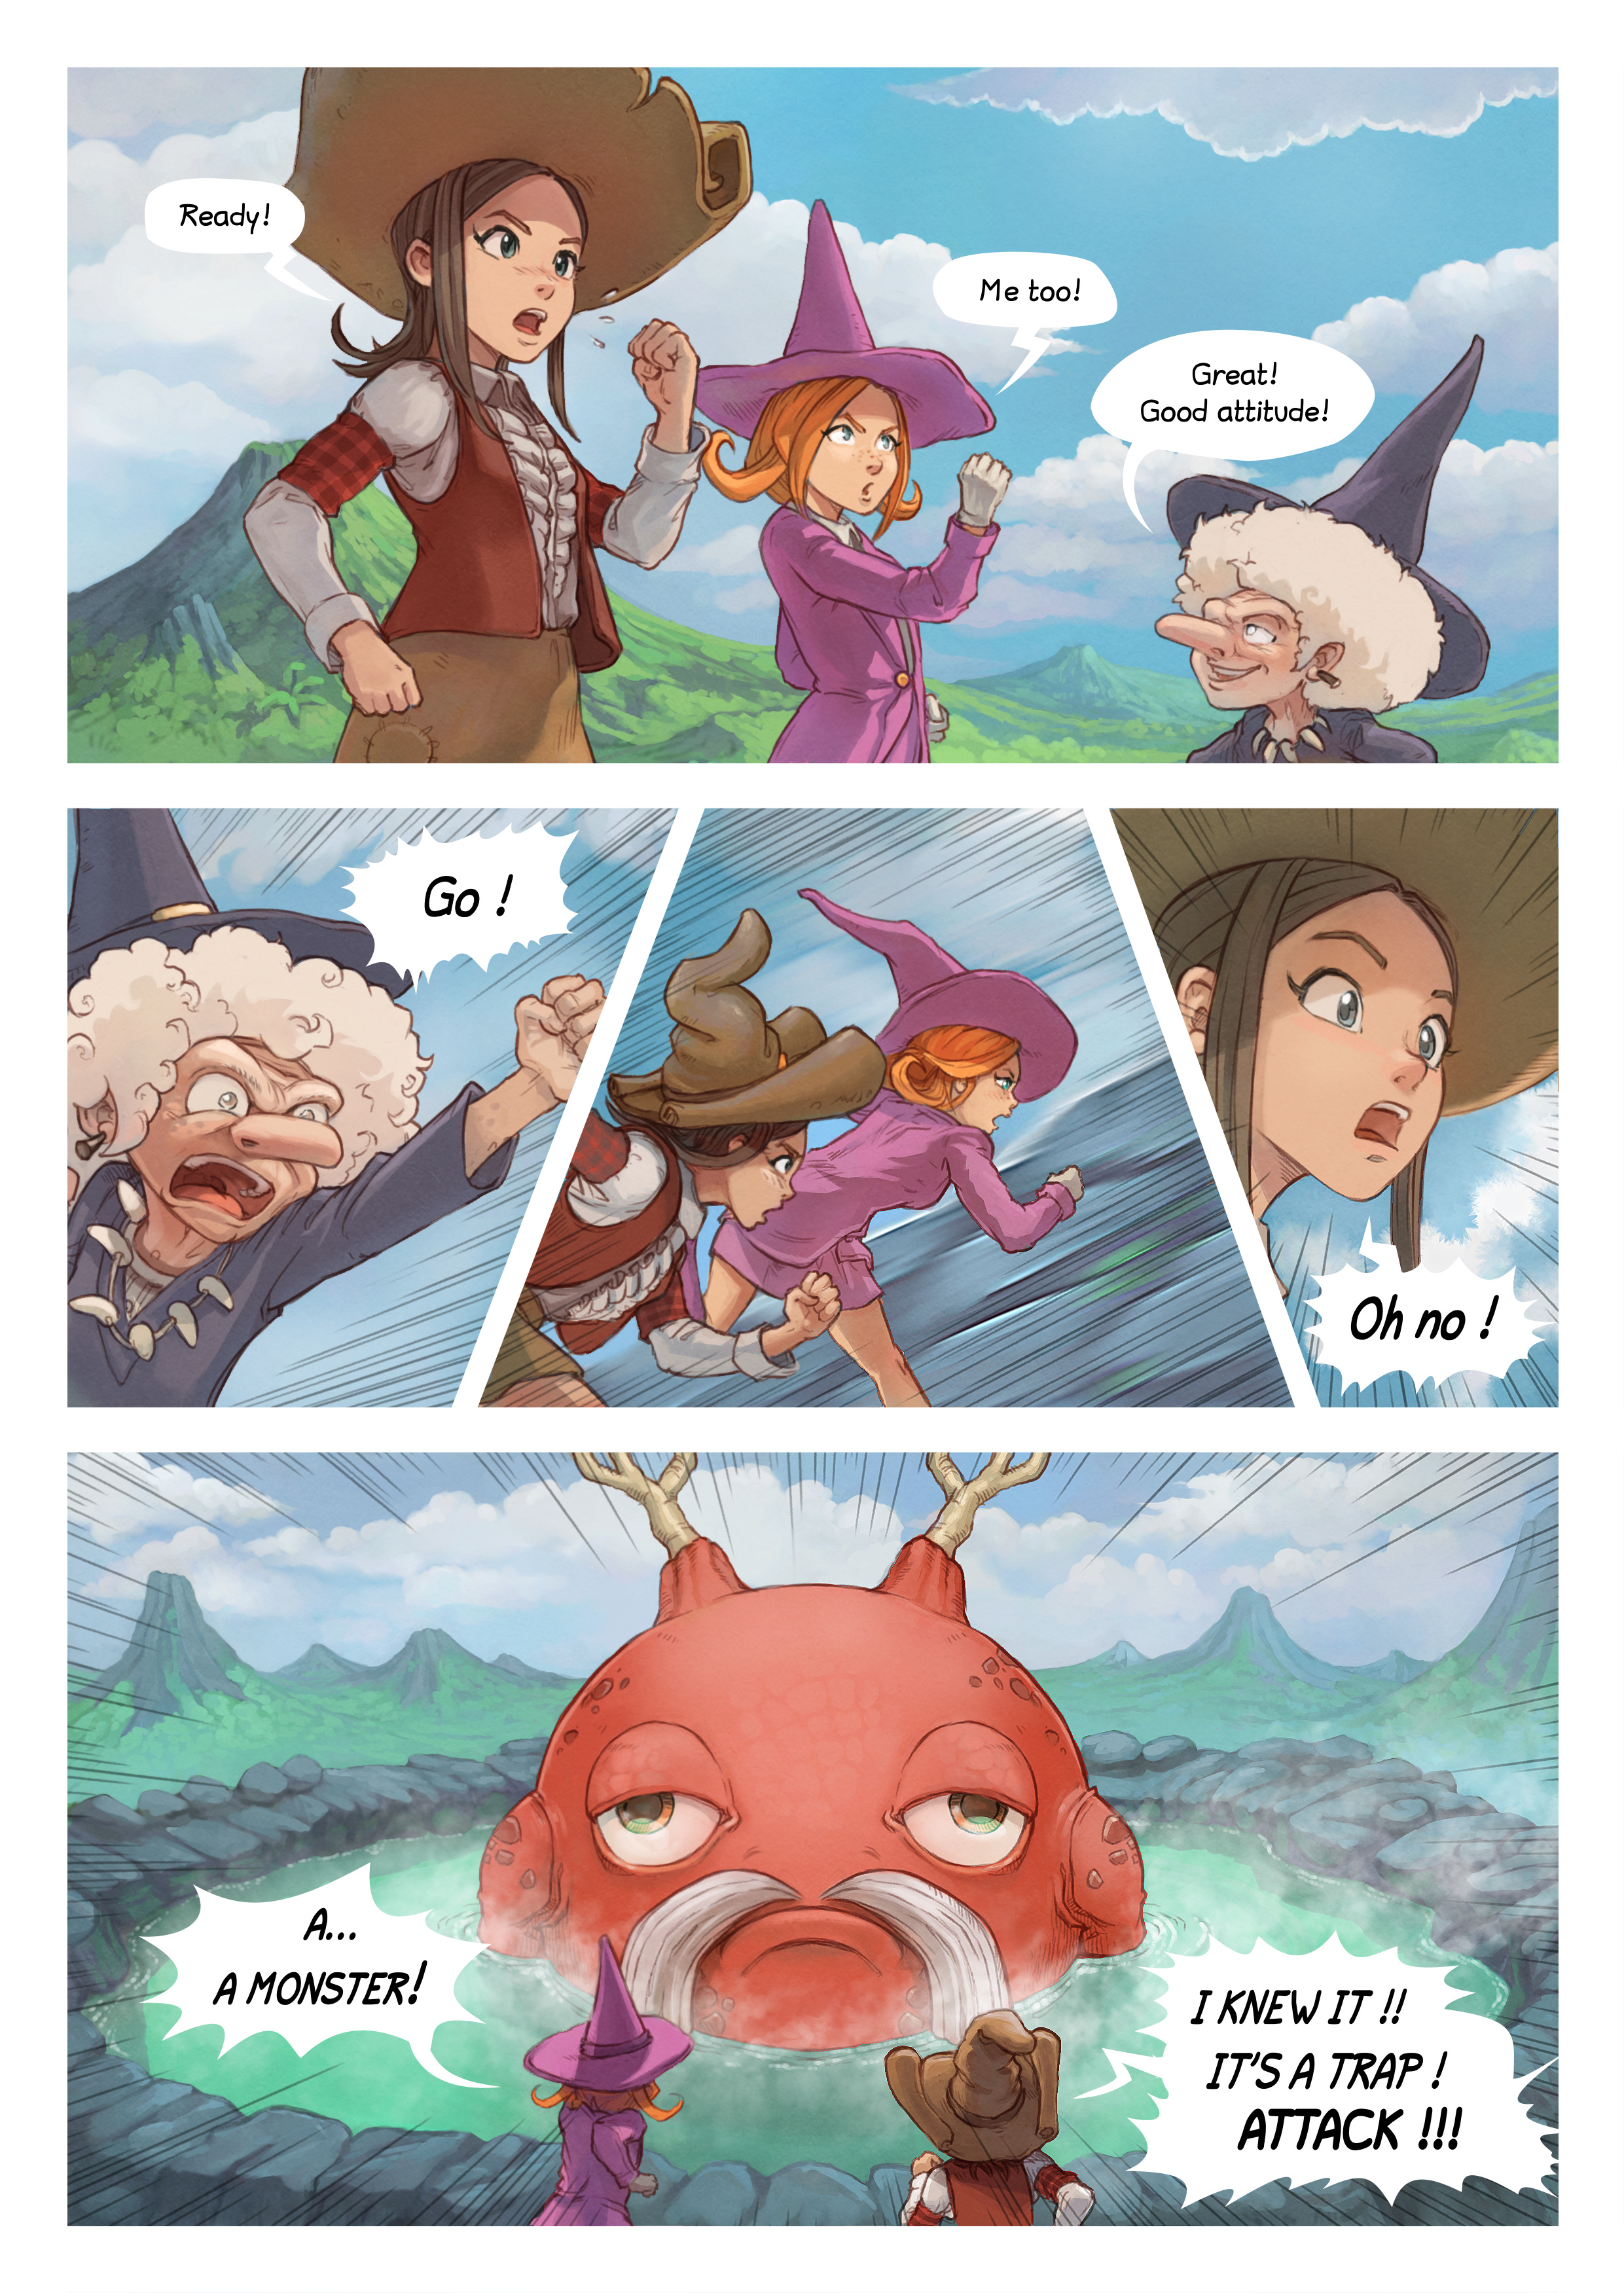 Ready!
Me too!
Great!
Good attitude!
Go !
Oh no !
A...
A MONSTER!
I KNEW IT !!
IT'S A TRAP !
ATTACK !!!